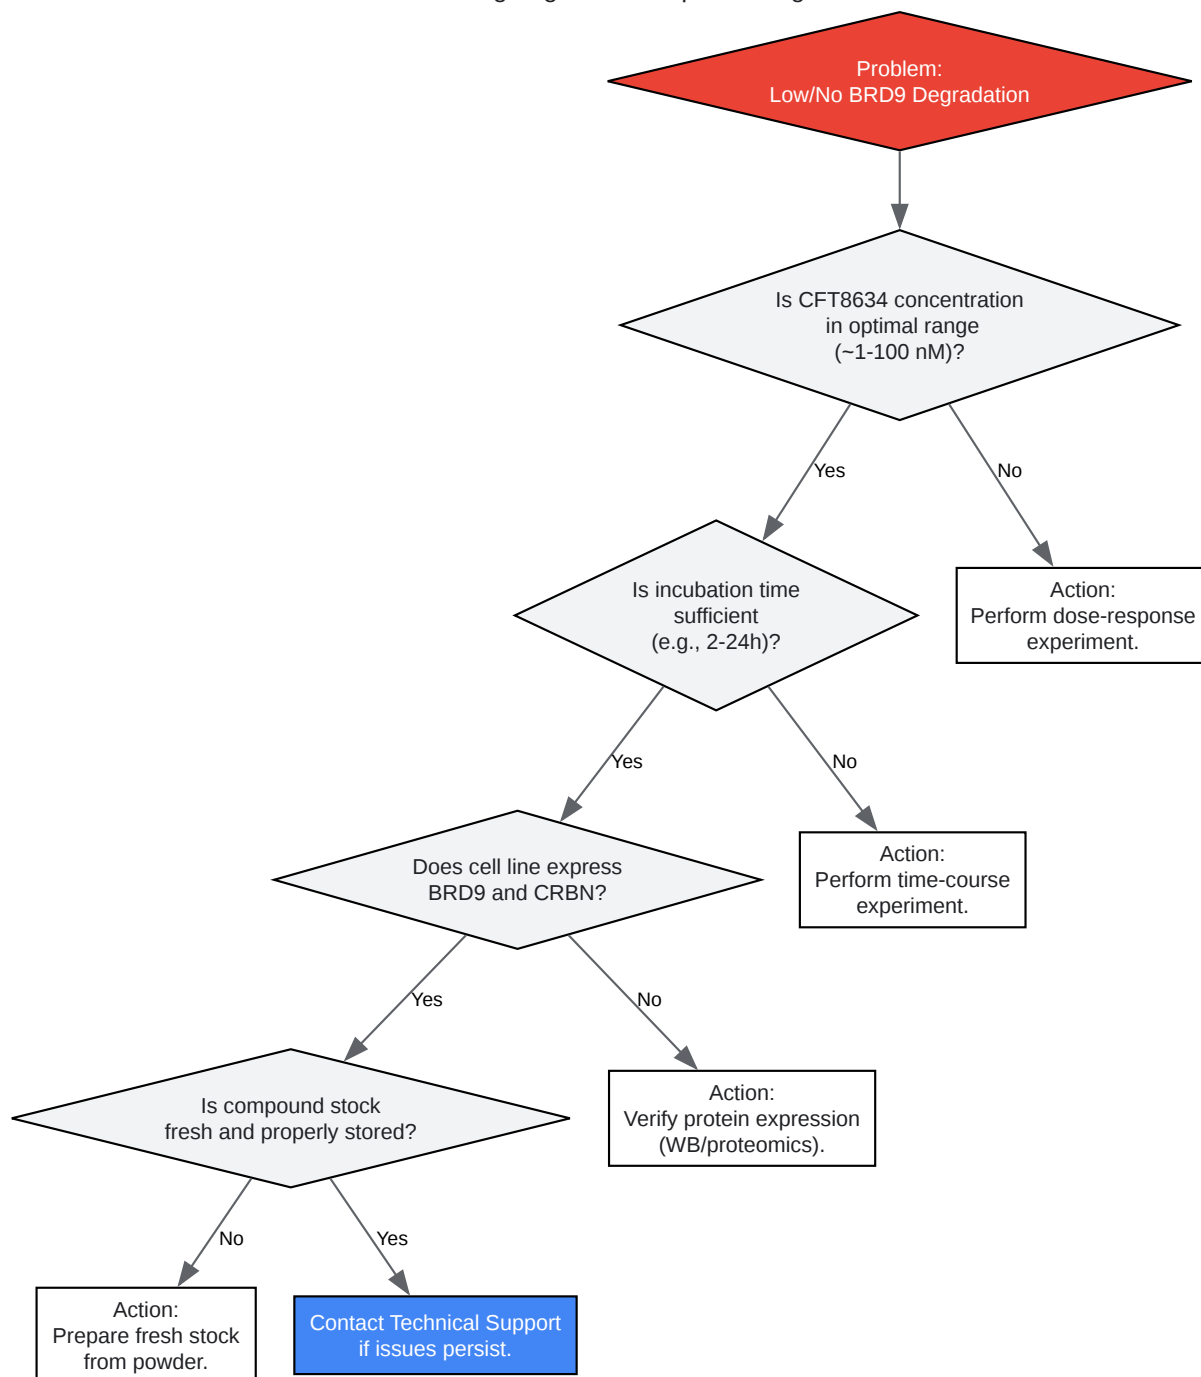 Problem:
Low/No BRD9 Degradation
Is CFT8634 concentration
in optimal range
(~1-100 nM)?
Yes
No
Is incubation time
sufficient
(e.g., 2-24h)?
Action:
Perform dose-response
experiment.
Yes
No
Does cell line express
BRD9 and CRBN?
Action:
Perform time-course
experiment.
Yes
No
Is compound stock
fresh and properly stored?
Action:
Verify protein expression
(WB/proteomics).
No
Yes
Action:
Prepare fresh stock
from powder.
Contact Technical Support
if issues persist.